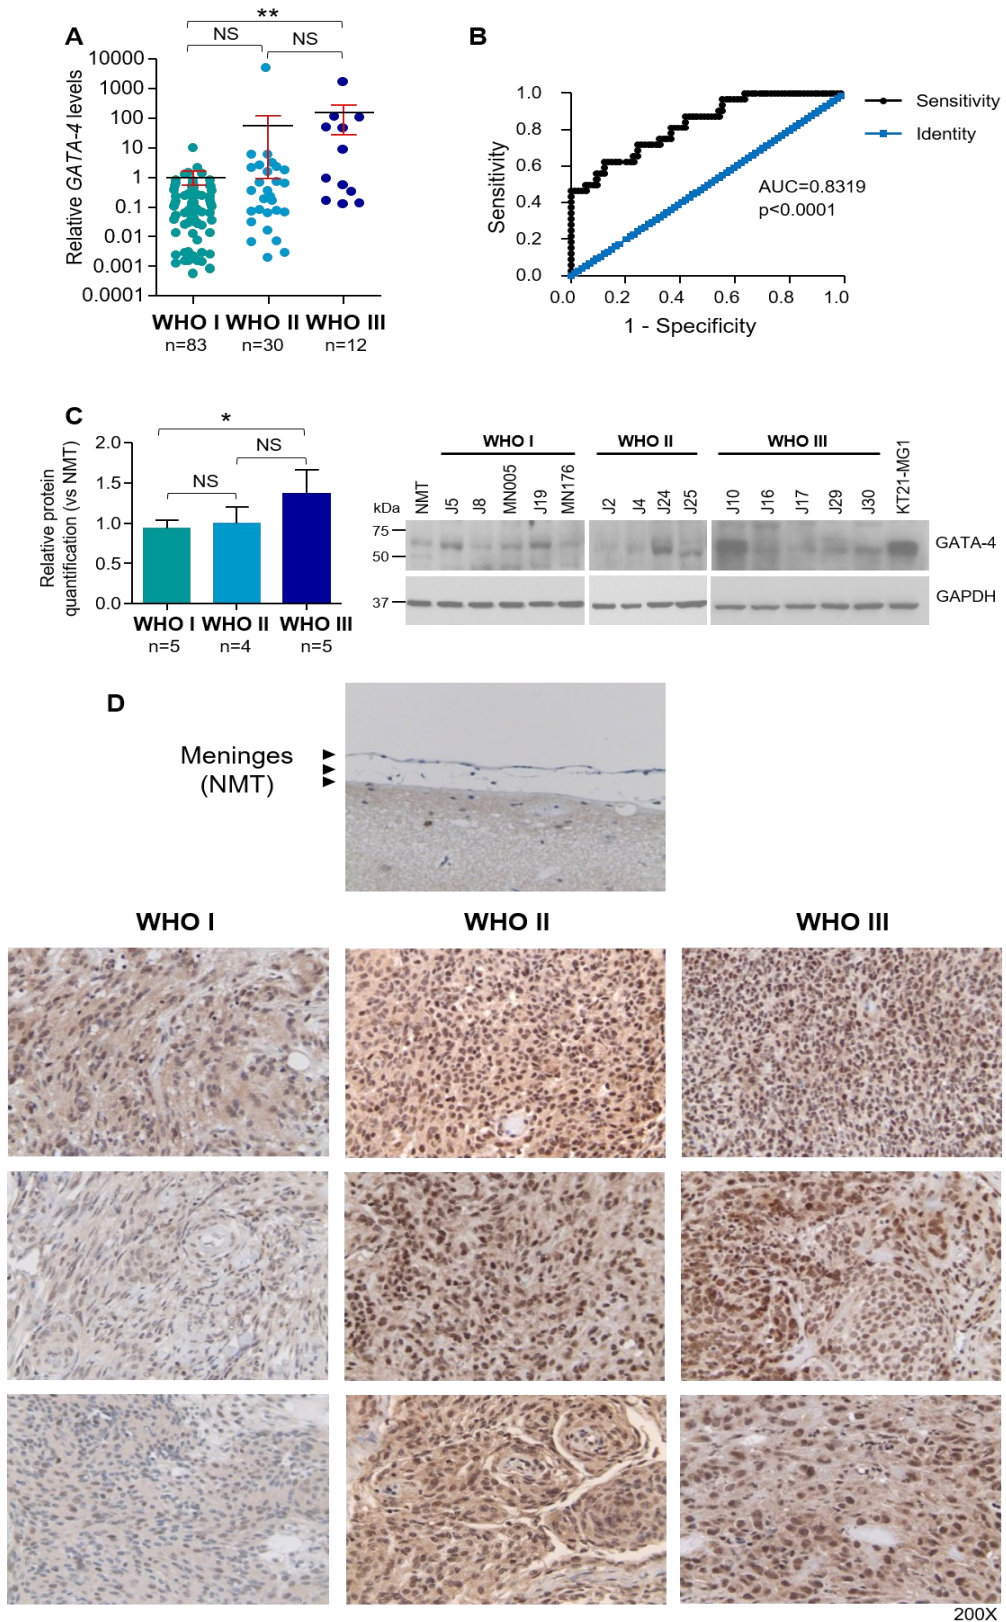 A
**
NS
NS
Relative GATA-4 levels
10000
1000
100
10
1
0.1
0.01
0.001
0.0001
WHO I WHO II WHO III
n=83 n=30 n=12
B
Sensitivity
1.0
0.8
0.6
0.4
0.2
0.0
0.0 0.2 0.4 0.6 0.8 1.0
1 - Specificity
AUC=0.8319
p<0.0001
Sensitivity
Identity
C
*
NS
NS
Relative protein
quantification (vs NMT)
2.0
1.5
1.0
0.5
0.0
WHO I WHO II WHO III
n=5 n=4 n=5
WHO I WHO II WHO III
kDa NMT J5 J8 MN005 J19 MN176 J2 J4 J24 J25 J10 J16 J17 J29 J30 KT21-MG1
75
50
GATA-4
37
GAPDH
D
Meninges
(NMT)
WHO I WHO II WHO III
200X